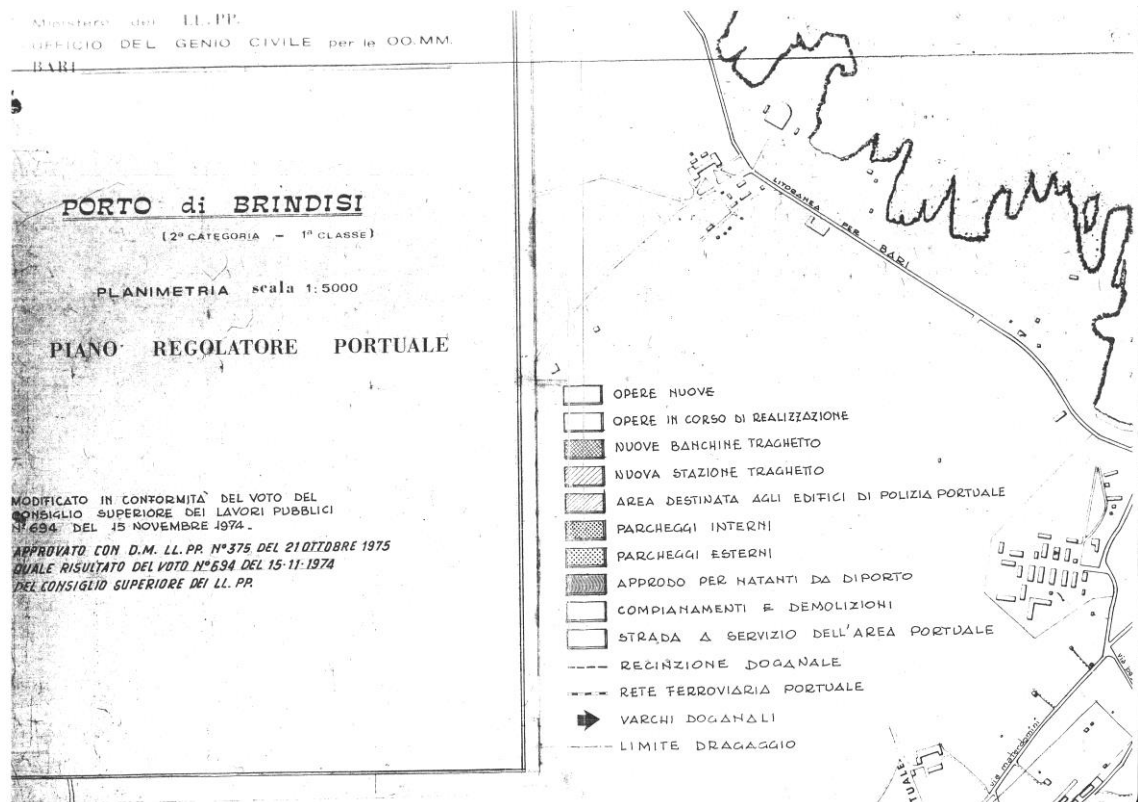 Ministero dei LL.PP.
UFFICIO DEL GENIO CIVILE per le OO.MM.
BARI
PORTO di BRINDISI
(2ª CATEGORIA – 1ª CLASSE)
PLANIMETRIA scala 1:5000
PIANO REGOLATORE PORTUALE
MODIFICATO IN CONFORMITA' DEL VOTO DEL
CONSIGLIO SUPERIORE DEI LAVORI PUBBLICI
N° 694 DEL 15 NOVEMBRE 1974.
APPROVATO CON D.M. LL.PP. N°375 DEL 21 OTTOBRE 1975
QUALE RISULTATO DEL VOTO N°694 DEL 15-11-1974
DEL CONSIGLIO SUPERIORE DEI LL. PP.
LITORANEA PER BARI
OPERE NUOVE
OPERE IN CORSO DI REALIZZAZIONE
NUOVE BANCHINE TRAGHETTO
NUOVA STAZIONE TRAGHETTO
AREA DESTINATA AGLI EDIFICI DI POLIZIA PORTUALE
PARCHEGGI INTERNI
PARCHEGGI ESTERNI
APPRODO PER NATANTI DA DIPORTO
COMPIANAMENTI E DEMOLIZIONI
STRADA A SERVIZIO DELL'AREA PORTUALE
RECINZIONE DOGANALE
RETE FERROVIARIA PORTUALE
VARCHI DOGANALI
LIMITE DRAGAGGIO
via
via materdomini
TUALE.